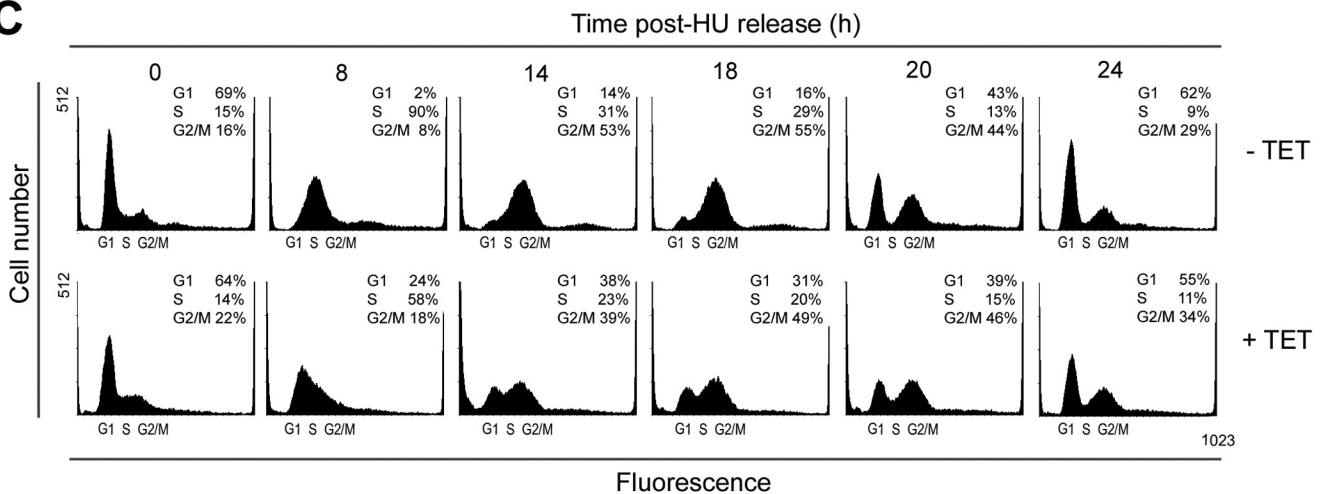 C
Time post-HU release (h)
0 8 14 18 20 24
512
G1 69%
S 15%
G2/M 16%
G1 2%
S 90%
G2/M 8%
G1 14%
S 31%
G2/M 53%
G1 16%
S 29%
G2/M 55%
G1 43%
S 13%
G2/M 44%
G1 62%
S 9%
G2/M 29%
- TET
G1 S G2/M
G1 S G2/M
G1 S G2/M
G1 S G2/M
G1 S G2/M
G1 S G2/M
Cell number
512
G1 64%
S 14%
G2/M 22%
G1 24%
S 58%
G2/M 18%
G1 38%
S 23%
G2/M 39%
G1 31%
S 20%
G2/M 49%
G1 39%
S 15%
G2/M 46%
G1 55%
S 11%
G2/M 34%
+ TET
G1 S G2/M
G1 S G2/M
G1 S G2/M
G1 S G2/M
G1 S G2/M
G1 S G2/M
1023
Fluorescence